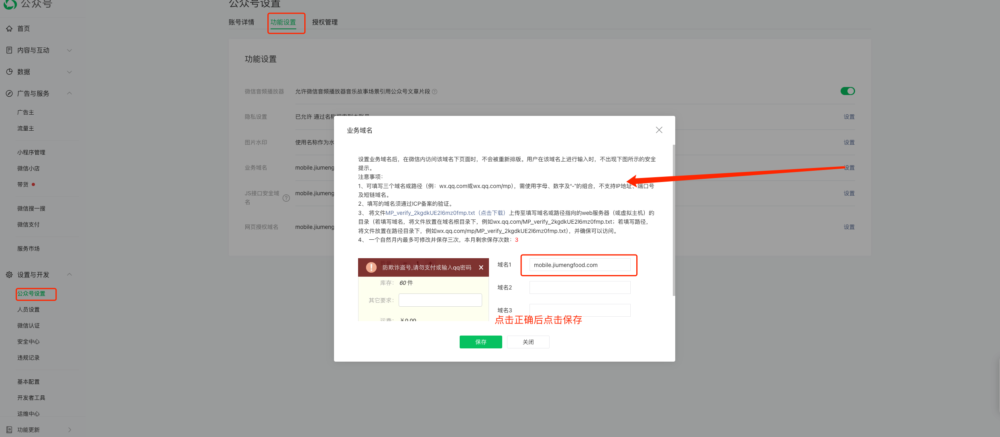 公众号
首页
内容与互动
数据
广告与服务
广告主
流量主
小程序管理
微信小店
带货
微信搜一搜
微信支付
服务市场
设置与开发
公众号设置
人员设置
微信认证
安全中心
违规记录
基本配置
开发者工具
运维中心
功能更新
公众号设置
账号详情 功能设置 授权管理
功能设置
微信音频播放器 允许微信音频播放器音乐故事场景引用公众号文章片段 ?
隐私设置 已允许 通过名称搜索到本账号 设置
图片水印 使用名称作为水 设置
业务域名 mobile.jiumeng 设置
JS接口安全域
名 ? mobile.jiumeng 设置
网页授权域名 mobile.jiumeng 设置
业务域名
设置业务域名后，在微信内访问该域名下页面时，不会被重新排版。用户在该域名上进行输入时，不出现下图所示的安全
提示。
注意事项：
1、可填写三个域名或路径（例：wx.qq.com或wx.qq.com/mp），需使用字母、数字及“-”的组合，不支持IP地址、端口号
及短链域名。
2、填写的域名须通过ICP备案的验证。
3、 将文件MP_verify_2kgdkUE2l6mz0fmp.txt（点击下载）上传至填写域名或路径指向的web服务器（或虚拟主机）的
目录（若填写域名，将文件放置在域名根目录下，例如wx.qq.com/MP_verify_2kgdkUE2l6mz0fmp.txt；若填写路径，
将文件放置在路径目录下，例如wx.qq.com/mp/MP_verify_2kgdkUE2l6mz0fmp.txt），并确保可以访问。
4、 一个自然月内最多可修改并保存三次，本月剩余保存次数：3
数量： 1
防欺诈盗号,请勿支付或输入qq密码
库存： 60 件
其它要求：
运费： ￥0.00
域名1 mobile.jiumengfood.com
域名2
域名3
点击正确后点击保存
保存 关闭